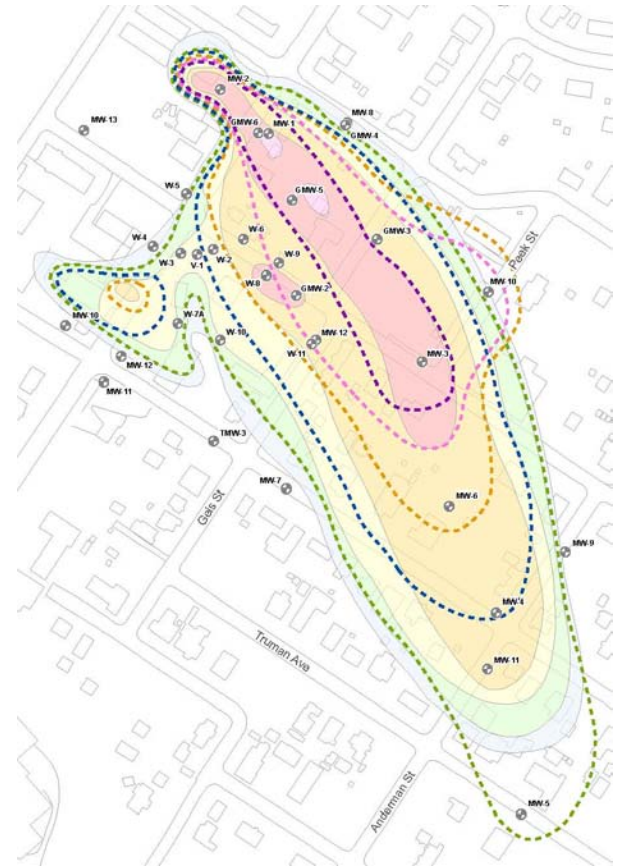 MW-2
MW-13
GMW-6
MW-1
MW-8
GMW-4
W-5
GMW-5
W-4
W-6
GMW-3
W-3
V-1
W-2
W-9
W-8
GMW-2
Peek St
MW-10
MW-10
W-7A
W-10
MW-12
W-11
MW-12
MW-3
MW-11
TMW-3
MW-7
Geis St
MW-6
MW-9
MW-4
Truman Ave
MW-11
Anderman St
MW-5